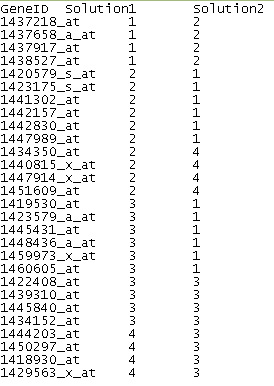 GeneID Solution1 Solution2
1437218_at 1 2
1437658_a_at 1 2
1437917_at 1 2
1438527_at 1 2
1420579_s_at 2 1
1423175_s_at 2 1
1441302_at 2 1
1442157_at 2 1
1442830_at 2 1
1447989_at 2 1
1434350_at 2 4
1440815_x_at 2 4
1447914_x_at 2 4
1451609_at 2 4
1419530_at 3 1
1423579_a_at 3 1
1445431_at 3 1
1448436_a_at 3 1
1459973_x_at 3 1
1460605_at 3 1
1422408_at 3 3
1439310_at 3 3
1445840_at 3 3
1434152_at 3 3
1444203_at 4 3
1450297_at 4 3
1418930_at 4 3
1429563_x_at 4 3